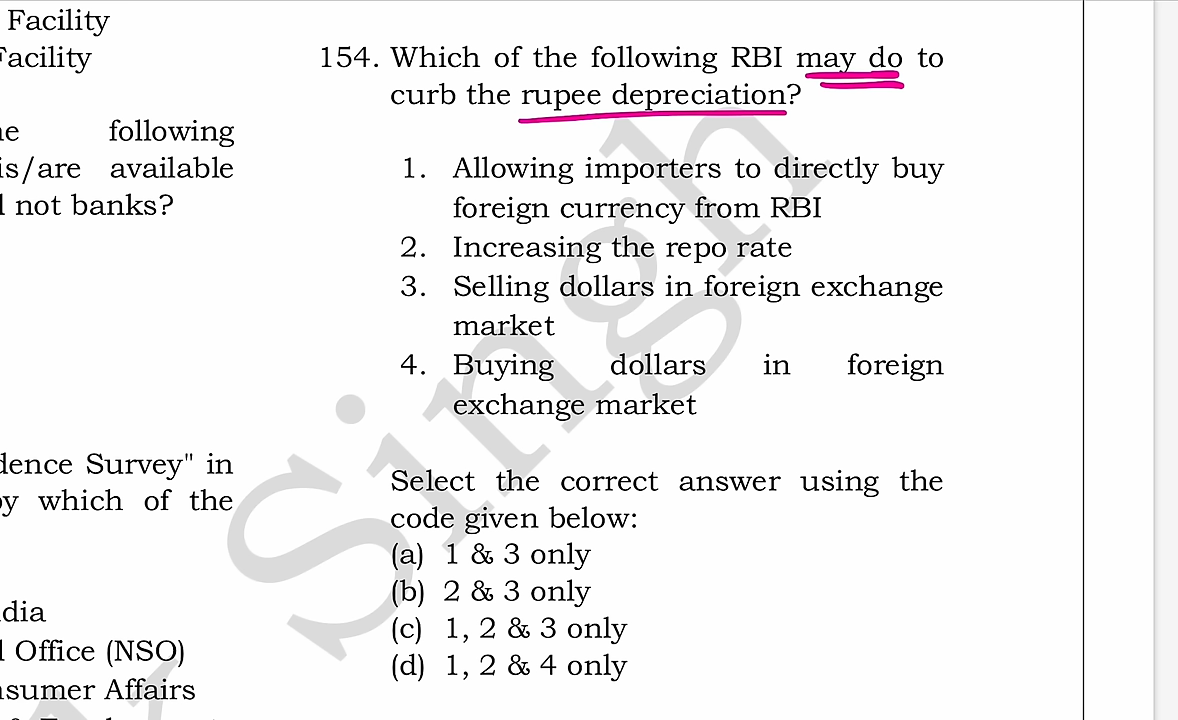 Facility
Facility
following
is/are available
not banks?
dence Survey" in
by which of the
dia
Office (NSO)
nsumer Affairs
154. Which of the following RBI may do to
curb the rupee depreciation?
1. Allowing importers to directly buy
foreign currency from RBI
2. Increasing the repo rate
3. Selling dollars in foreign exchange
market
4. Buying dollars in foreign
exchange market
Select the correct answer using the
code given below:
(a) 1 & 3 only
(b) 2 & 3 only
(c) 1, 2 & 3 only
(d) 1, 2 & 4 only
Singh